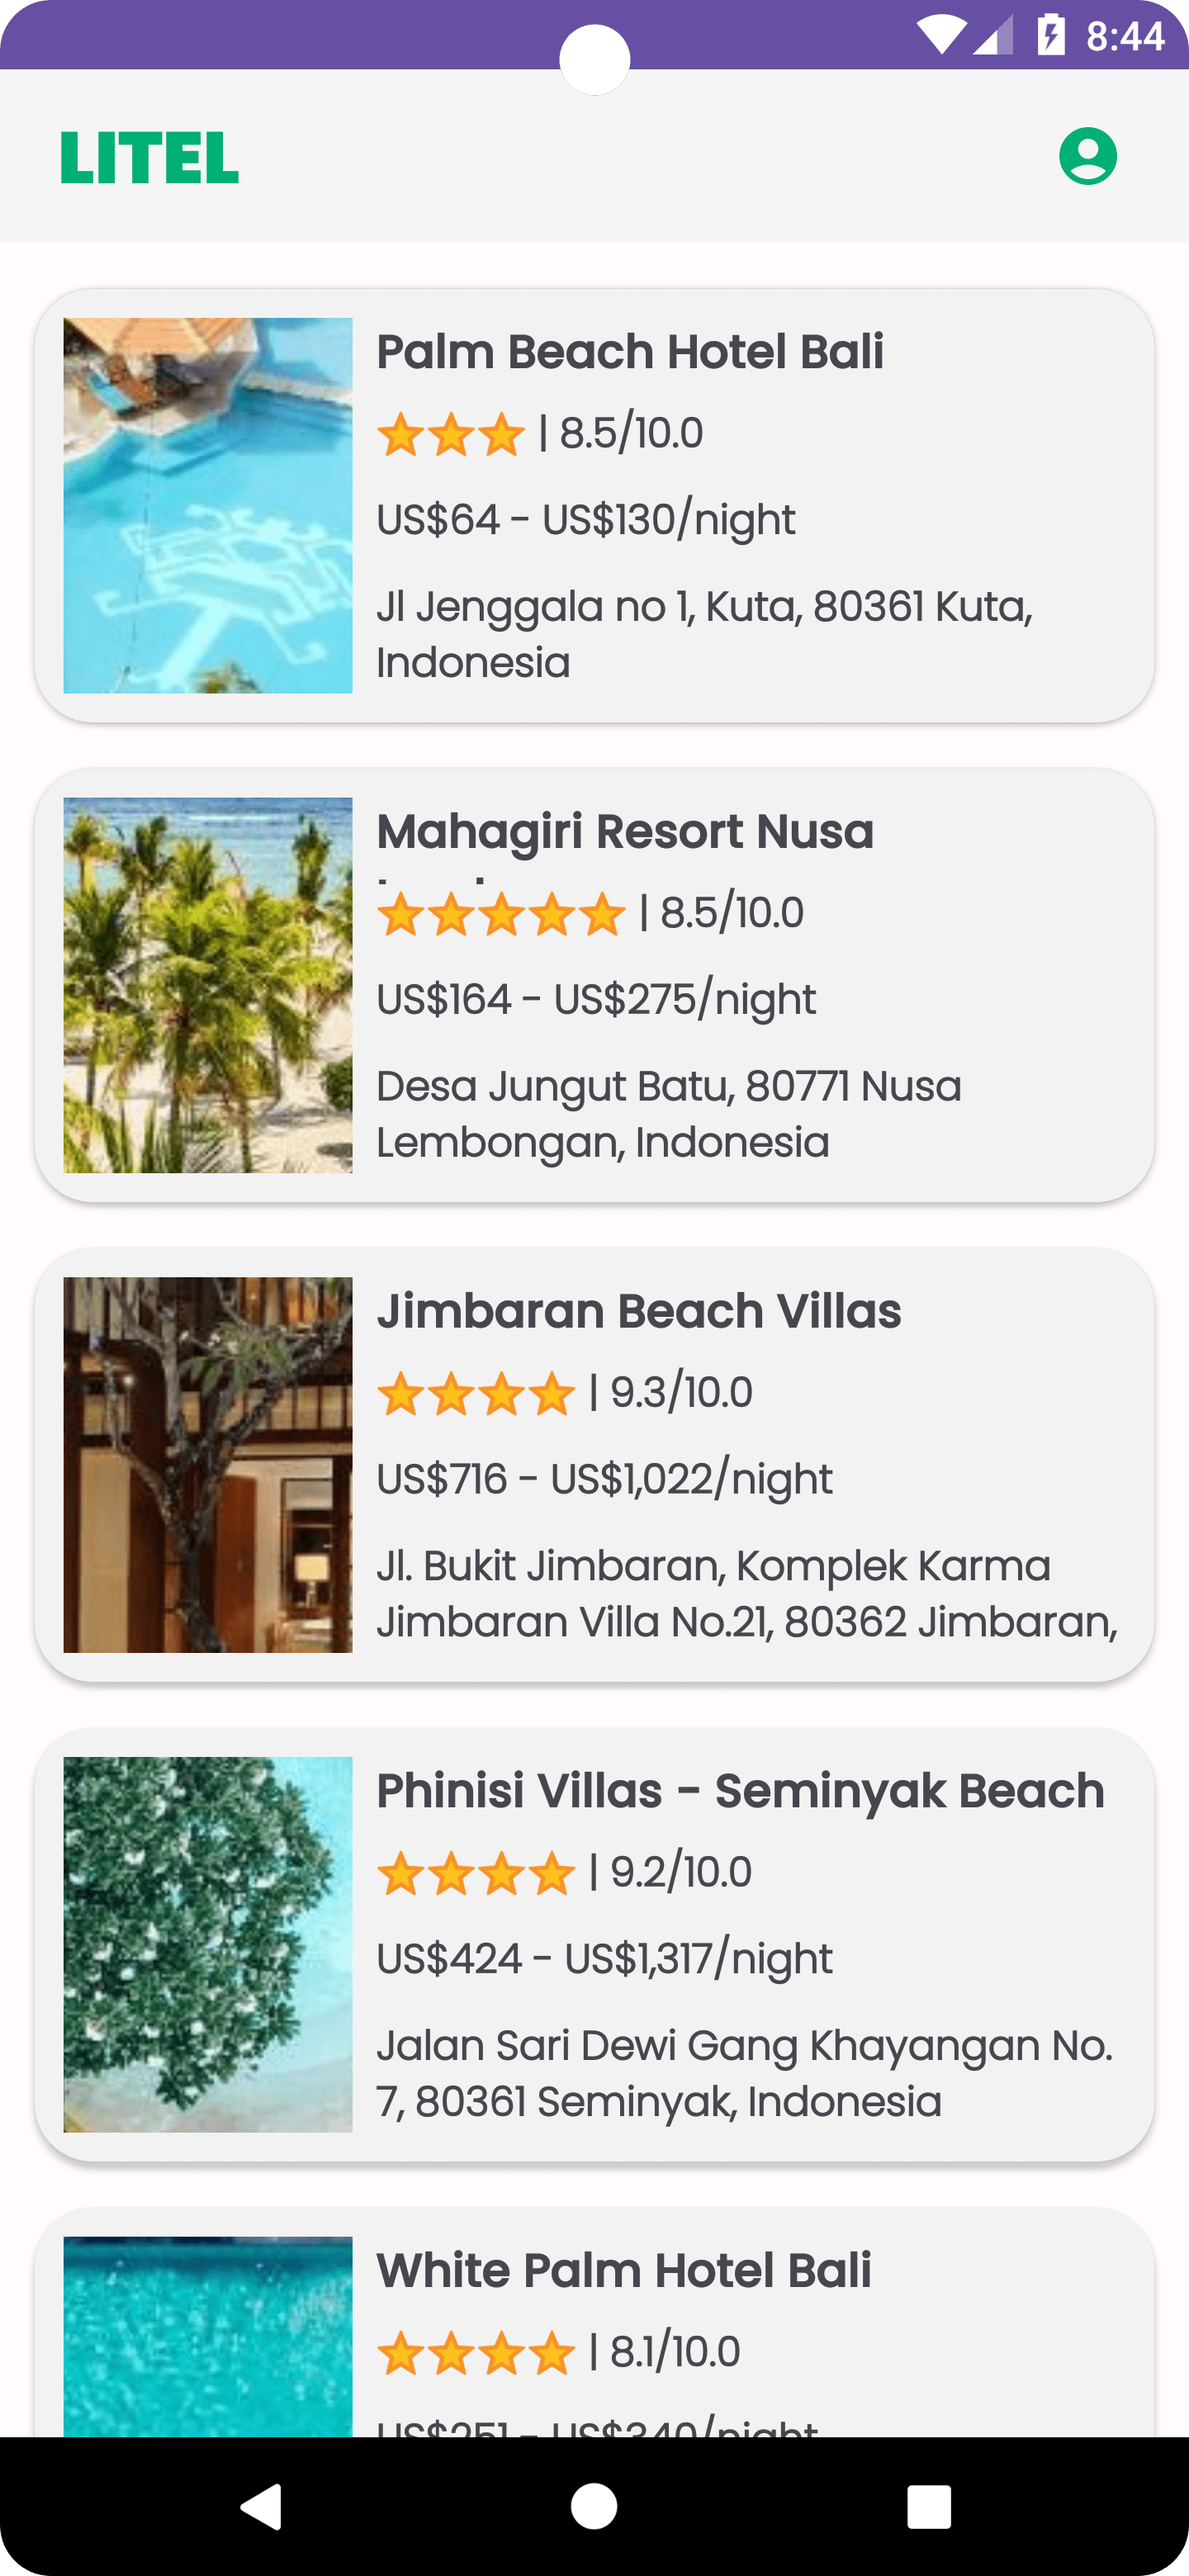 8:44
LITEL
Palm Beach Hotel Bali
| 8.5/10.0
US$64 - US$130/night
Jl Jenggala no 1, Kuta, 80361 Kuta,
Indonesia
Mahagiri Resort Nusa
| 8.5/10.0
US$164 - US$275/night
Desa Jungut Batu, 80771 Nusa
Lembongan, Indonesia
Jimbaran Beach Villas
| 9.3/10.0
US$716 - US$1,022/night
Jl. Bukit Jimbaran, Komplek Karma
Jimbaran Villa No.21, 80362 Jimbaran,
Phinisi Villas - Seminyak Beach
| 9.2/10.0
US$424 - US$1,317/night
Jalan Sari Dewi Gang Khayangan No.
7, 80361 Seminyak, Indonesia
White Palm Hotel Bali
| 8.1/10.0
US$251 - US$340/night